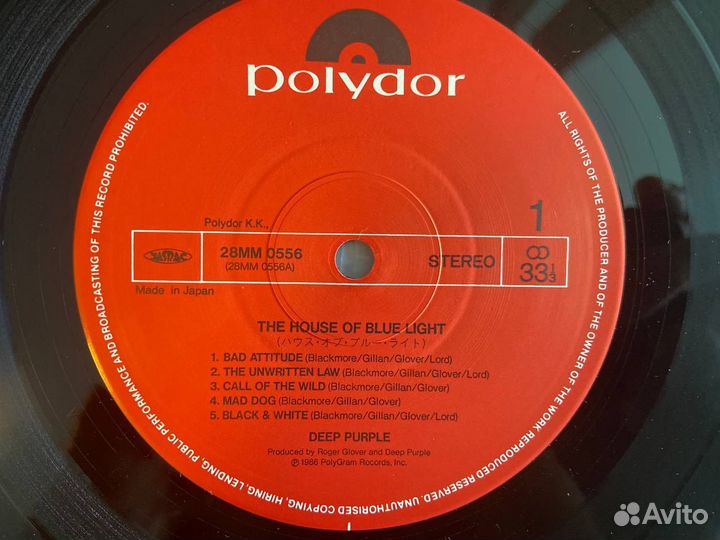 polydor
ALL RIGHTS OF THE PRODUCER AND OF THE OWNER OF THE WORK REPRODUCED RESERVED. UNAUTHORISED COPYING, HIRING, LENDING, PUBLIC PERFORMANCE AND BROADCASTING OF THIS RECORD PROHIBITED.
1
Polydor K.K.,
JASRAC
28MM 0556
(28MM 0556A)
STEREO
33 1/3
Made in Japan
THE HOUSE OF BLUE LIGHT
(ハウス・オブ・ブルー・ライト)
1. BAD ATTITUDE (Blackmore/Gillan/Glover/Lord)
2. THE UNWRITTEN LAW (Blackmore/Gillan/Glover/Paice)
3. CALL OF THE WILD (Blackmore/Gillan/Glover)
4. MAD DOG (Blackmore/Gillan/Glover)
5. BLACK & WHITE (Blackmore/Gillan/Glover/Lord)
DEEP PURPLE
Produced by Roger Glover and Deep Purple
℗1986 PolyGram Records, Inc.
Avito